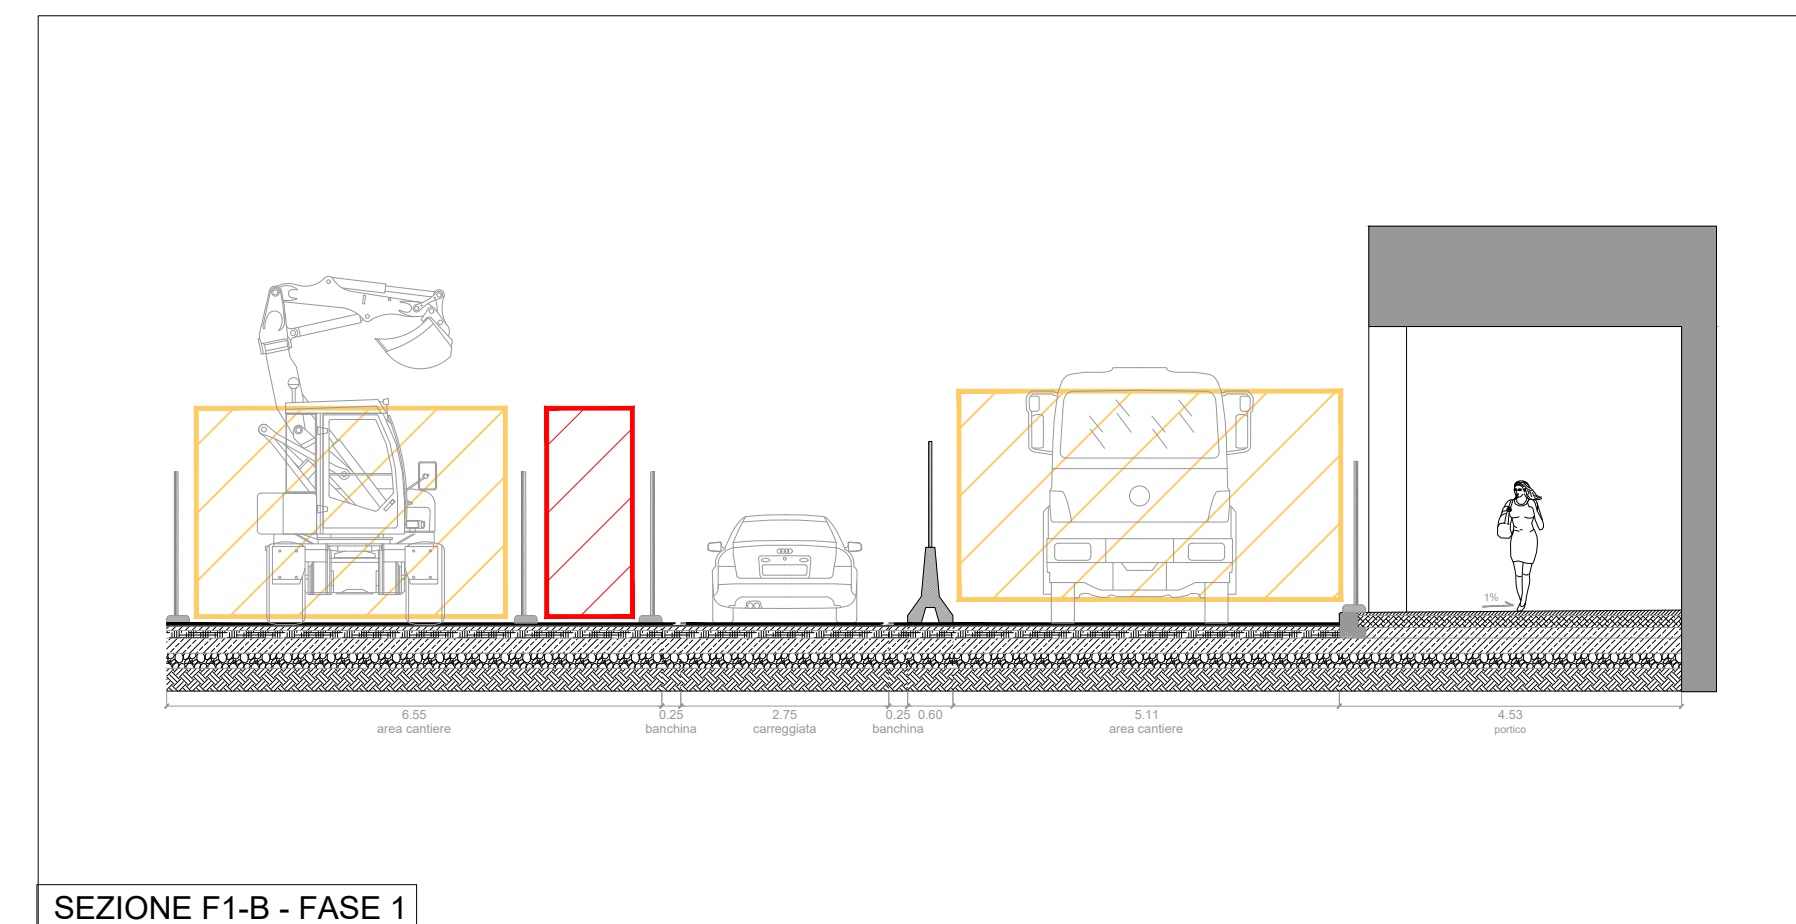 1%
6.55 0.25 2.75 0.25 0.60 5.11 4.53
area cantiere banchina carreggiata banchina area cantiere portico
SEZIONE F1-B - FASE 1